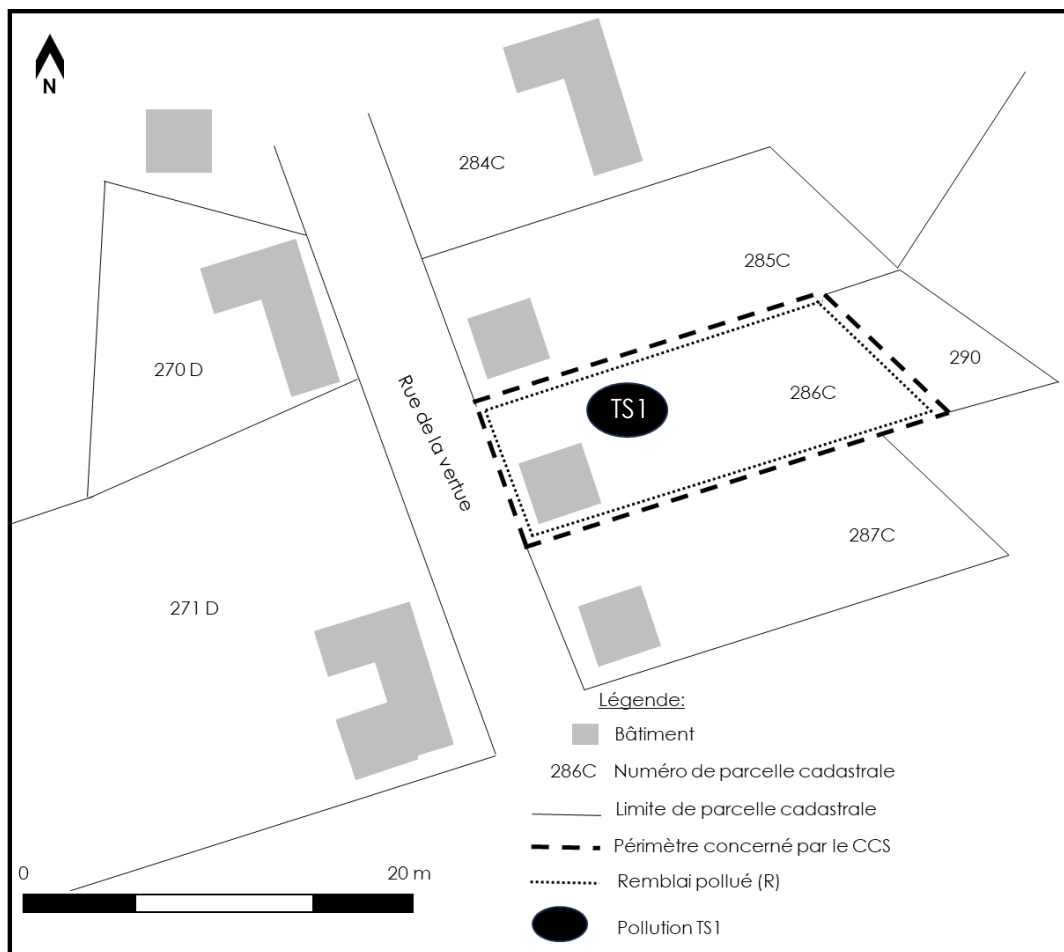 N
284C
285C
270 D
290
286C
TS1
Rue de la vertue
287C
271 D
Légende:
Bâtiment
286C Numéro de parcelle cadastrale
Limite de parcelle cadastrale
Périmètre concerné par le CCS
0 20 m
Remblai pollué (R)
Pollution TS1